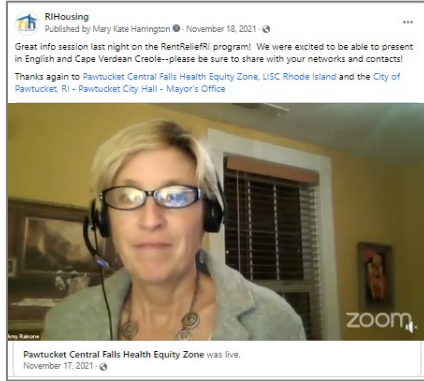 RIHousing
Published by Mary Kate Harrington · November 18, 2021 ·
Great info session last night on the RentReliefRI program! We were excited to be able to present
in English and Cape Verdean Creole--please be sure to share with your networks and contacts!
Thanks again to Pawtucket Central Falls Health Equity Zone, LISC Rhode Island and the City of
Pawtucket, RI - Pawtucket City Hall - Mayor's Office
zoom
Amy Rainone
Pawtucket Central Falls Health Equity Zone was live.
November 17, 2021 ·